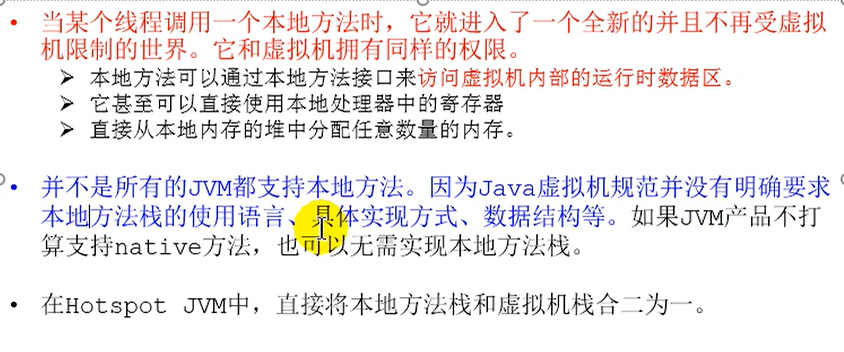 • 当某个线程调用一个本地方法时，它就进入了一个全新的并且不再受虚拟
机限制的世界。它和虚拟机拥有同样的权限。
➢ 本地方法可以通过本地方法接口来访问虚拟机内部的运行时数据区。
➢ 它甚至可以直接使用本地处理器中的寄存器
➢ 直接从本地内存的堆中分配任意数量的内存。
• 并不是所有的JVM都支持本地方法。因为Java虚拟机规范并没有明确要求
本地方法栈的使用语言、具体实现方式、数据结构等。如果JVM产品不打
算支持native方法，也可以无需实现本地方法栈。
• 在Hotspot JVM中，直接将本地方法栈和虚拟机栈合二为一。